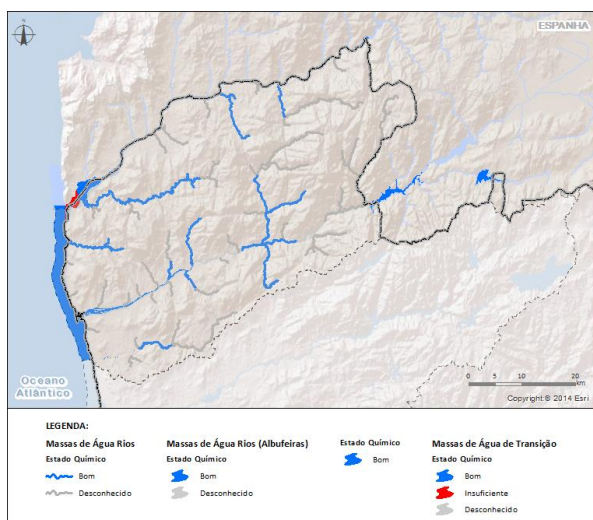 N
ESPANHA
Oceano
Atlântico
0 5 10 20
km
Copyright:© 2014 Esri
LEGENDA:
Massas de Água Rios
Estado Químico
Bom
Desconhecido
Massas de Água Rios (Albufeiras)
Estado Químico
Bom
Desconhecido
Estado Químico
Bom
Massas de Água de Transição
Estado Químico
Bom
Insuficiente
Desconhecido